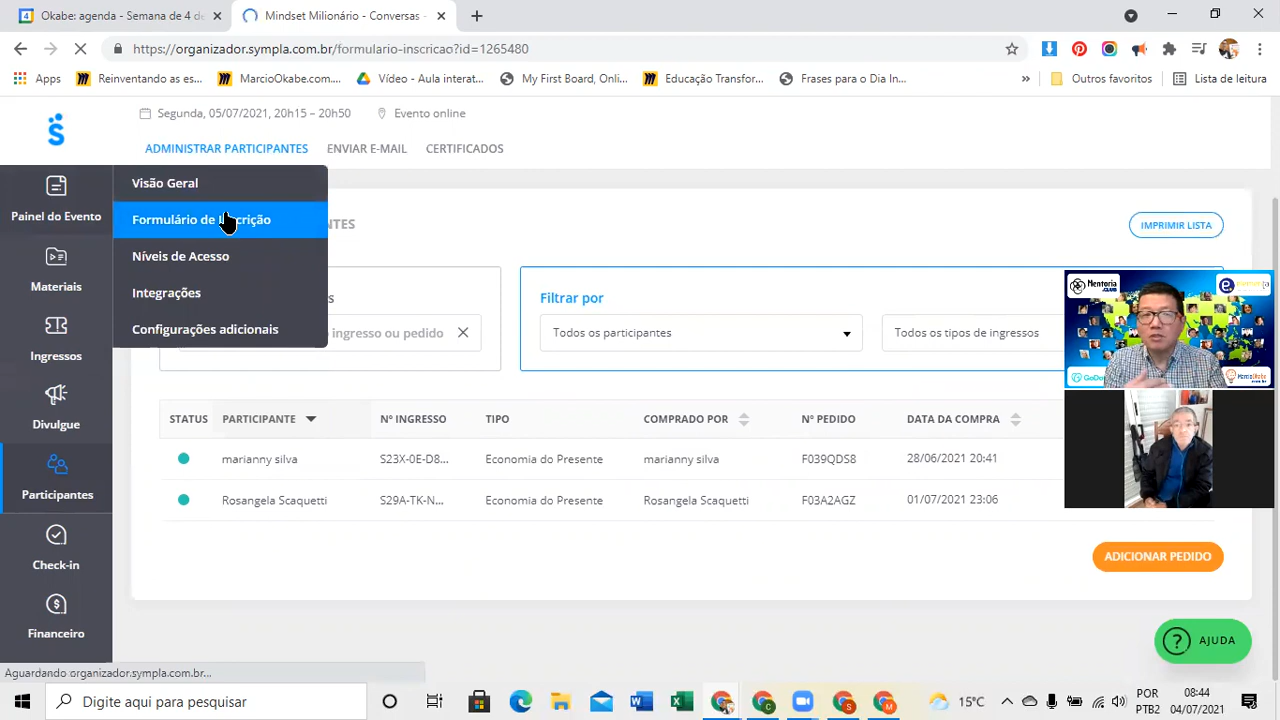 Okabe: agenda - Semana de 4 d
Mindset Milionário - Conversas -
https://organizador.sympla.com.br/formulario-inscricao?id=1265480
Apps
Reinventando as es...
MarcioOkabe.com...
Vídeo - Aula interat...
My First Board, Onli...
Educação Transfor...
Frases para o Dia In...
»
Outros favoritos
Lista de leitura
Segunda, 05/07/2021, 20h15 – 20h50
Evento online
ADMINISTRAR PARTICIPANTES
ENVIAR E-MAIL
CERTIFICADOS
Painel do Evento
Materiais
Ingressos
Divulgue
Participantes
Check-in
Financeiro
Visão Geral
Formulário de Inscrição
Níveis de Acesso
Integrações
Configurações adicionais
NTES
IMPRIMIR LISTA
s
ingresso ou pedido
Filtrar por
Todos os participantes
Todos os tipos de ingressos
STATUS PARTICIPANTE Nº INGRESSO TIPO COMPRADO POR Nº PEDIDO DATA DA COMPRA
marianny silva S23X-0E-D8... Economia do Presente marianny silva F039QDS8 28/06/2021 20:41
Rosangela Scaquetti S29A-TK-N... Economia do Presente Rosangela Scaquetti F03A2AGZ 01/07/2021 23:06
ADICIONAR PEDIDO
Mentoria
.CLUB
AJUDA
Aguardando organizador.sympla.com.br...
Digite aqui para pesquisar
15°C
POR
PTB2
08:44
04/07/2021